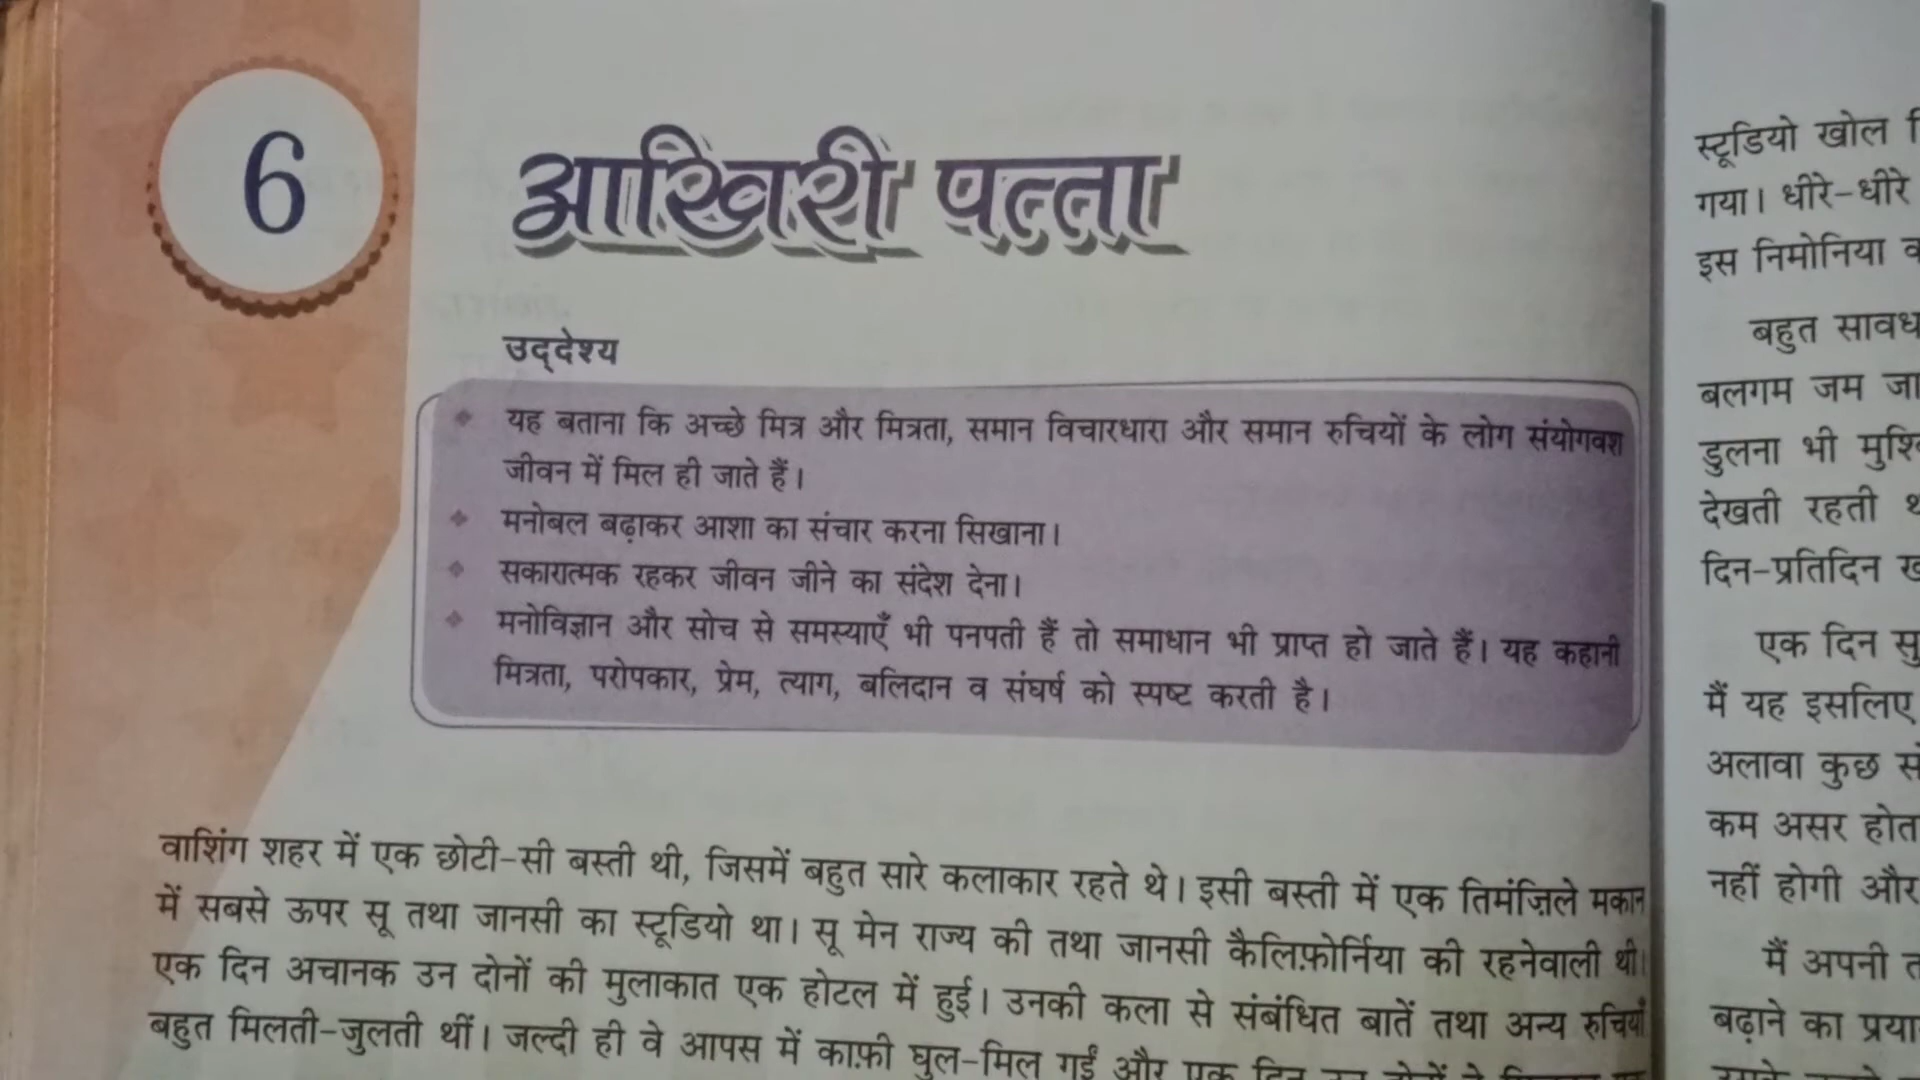 6
आखिरी पत्ता
उद्देश्य
यह बताना कि अच्छे मित्र और मित्रता, समान विचारधारा और समान रुचियों के लोग संयोगवश
जीवन में मिल ही जाते हैं।
मनोबल बढ़ाकर आशा का संचार करना सिखाना।
सकारात्मक रहकर जीवन जीने का संदेश देना।
मनोविज्ञान और सोच से समस्याएँ भी पनपती हैं तो समाधान भी प्राप्त हो जाते हैं। यह कहानी
मित्रता, परोपकार, प्रेम, त्याग, बलिदान व संघर्ष को स्पष्ट करती है।
वाशिंग शहर में एक छोटी-सी बस्ती थी, जिसमें बहुत सारे कलाकार रहते थे। इसी बस्ती में एक तिमंज़िले मकान
में सबसे ऊपर सू तथा जानसी का स्टूडियो था। सू मेन राज्य की तथा जानसी कैलिफ़ोर्निया की रहनेवाली थी।
एक दिन अचानक उन दोनों की मुलाकात एक होटल में हुई। उनकी कला से संबंधित बातें तथा अन्य रुचियाँ
बहुत मिलती-जुलती थीं। जल्दी ही वे आपस में काफ़ी घुल-मिल गईं और एक दिन उन दोनों ने
स्टूडियो खोल
गया। धीरे-धीरे
इस निमोनिया
बहुत
बलगम जम
डुलना भी
देखती रहती
दिन-प्रतिदिन
एक दिन सू
मैं यह इसलिए
अलावा कुछ
कम असर
नहीं होगी और
मैं अपनी
बढ़ाने का